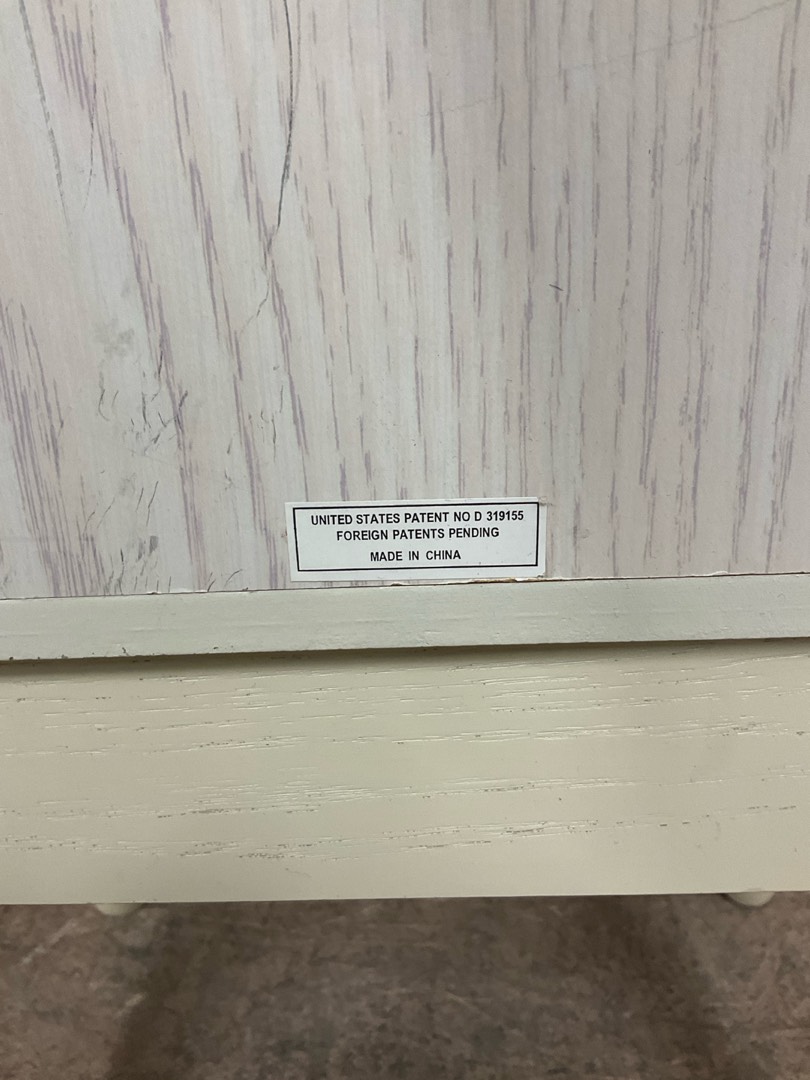 UNITED STATES PATENT NO D 319155
FOREIGN PATENTS PENDING
MADE IN CHINA